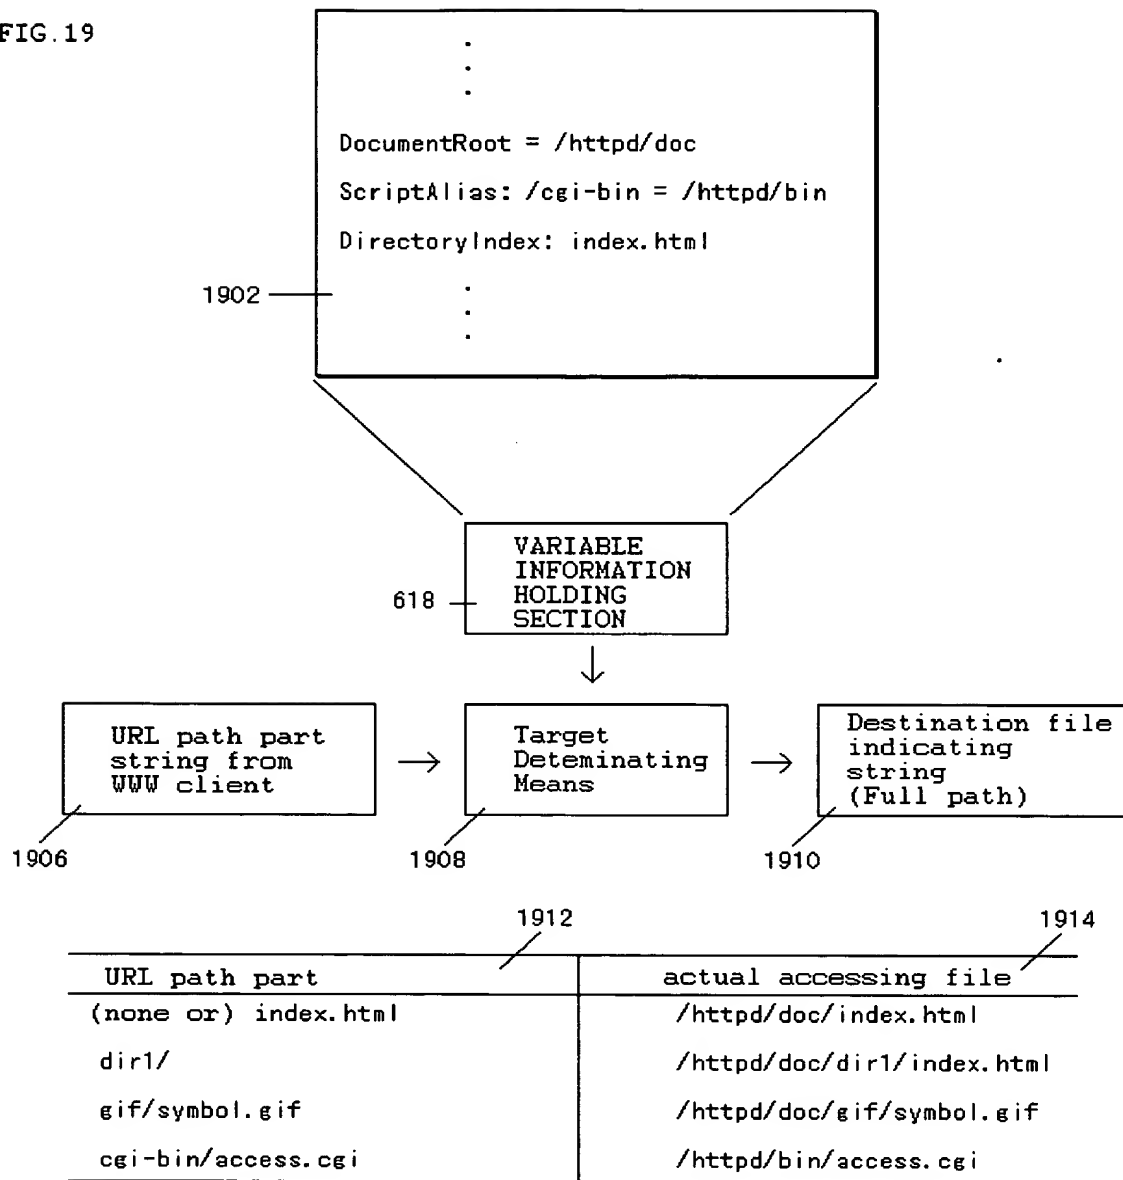 FIG.19
DocumentRoot = /httpd/doc
ScriptAlias: /cgi-bin = /httpd/bin
DirectoryIndex: index.html
1902
VARIABLE
INFORMATION
HOLDING
SECTION
618
URL path part
string from
WWW client
Target
Deteminating
Means
Destination file
indicating
string
(Full path)
1906
1908
1910
1912
1914
URL path part actual accessing file
(none or) index.html /httpd/doc/index.html
dir1/ /httpd/doc/dir1/index.html
gif/symbol.gif /httpd/doc/gif/symbol.gif
cgi-bin/access.cgi /httpd/bin/access.cgi